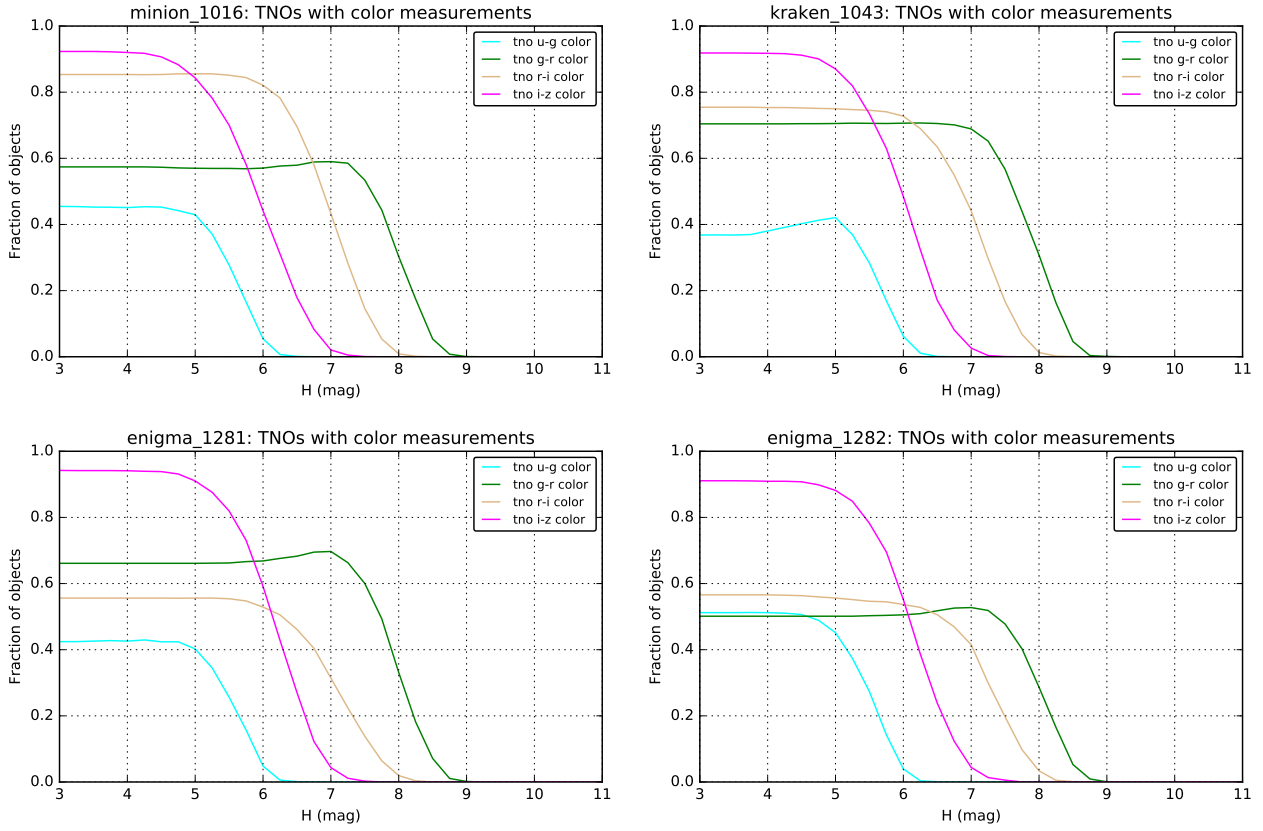 minion_1016: TNOs with color measurements
1.0
0.8
0.6
0.4
0.2
0.0
Fraction of objects
tno u-g color
tno g-r color
tno r-i color
tno i-z color
3 4 5 6 7 8 9 10 11
H (mag)
kraken_1043: TNOs with color measurements
1.0
0.8
0.6
0.4
0.2
0.0
Fraction of objects
tno u-g color
tno g-r color
tno r-i color
tno i-z color
3 4 5 6 7 8 9 10 11
H (mag)
enigma_1281: TNOs with color measurements
1.0
0.8
0.6
0.4
0.2
0.0
Fraction of objects
tno u-g color
tno g-r color
tno r-i color
tno i-z color
3 4 5 6 7 8 9 10 11
H (mag)
enigma_1282: TNOs with color measurements
1.0
0.8
0.6
0.4
0.2
0.0
Fraction of objects
tno u-g color
tno g-r color
tno r-i color
tno i-z color
3 4 5 6 7 8 9 10 11
H (mag)